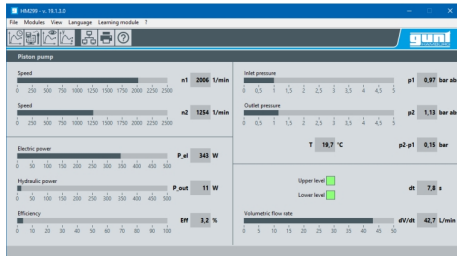 HM299 - v. 19.1.3.0
File Modules View Language Learning module ?
gunt
Piston pump
Speed
n1 2006 1/min
0 250 500 750 1000 1250 1500 1750 2000 2250 2500
Speed
n2 1254 1/min
0 250 500 750 1000 1250 1500 1750 2000 2250 2500
Electric power
P_el 343 W
0 50 100 150 200 250 300 350 400 450 500
Hydraulic power
P_out 11 W
0 50 100 150 200 250 300 350 400 450 500
Efficiency
Eff 3,2 %
0 10 20 30 40 50 60 70 80 90 100
Inlet pressure
p1 0,97 bar ab
0 0,5 1 1,5 2 2,5 3 3,5 4 4,5 5
Outlet pressure
p2 1,13 bar ab
0 0,5 1 1,5 2 2,5 3 3,5 4 4,5 5
T 19,7 °C p2-p1 0,15 bar
Upper level
Lower level
dt 7,8 s
Volumetric flow rate
dV/dt 42,7 L/min
0 5 10 15 20 25 30 35 40 45 50